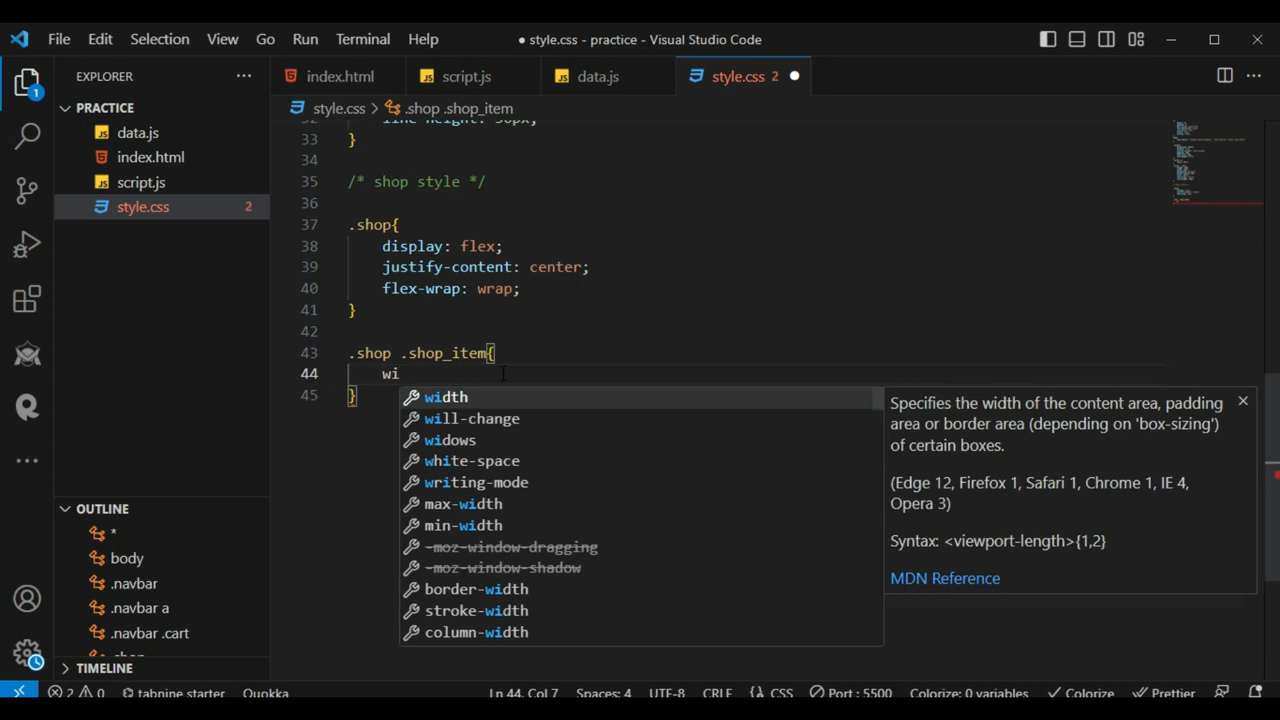 File Edit Selection View Go Run Terminal Help
● style.css - practice - Visual Studio Code
EXPLORER ...
index.html
JS script.js
JS data.js
style.css 2 ●
...
1
PRACTICE
JS data.js
index.html
JS script.js
style.css 2
style.css > .shop .shop_item
33 }
34
35 /* shop style */
36
37 .shop{
38 display: flex;
39 justify-content: center;
40 flex-wrap: wrap;
41 }
42
43 .shop .shop_item{
44 wi
45 }
width
will-change
widows
white-space
writing-mode
max-width
min-width
-moz-window-dragging
-moz-window-shadow
border-width
stroke-width
column-width
Specifies the width of the content area, padding
area or border area (depending on 'box-sizing')
of certain boxes.
(Edge 12, Firefox 1, Safari 1, Chrome 1, IE 4,
Opera 3)
Syntax: <viewport-length>{1,2}
MDN Reference
OUTLINE
*
body
.navbar
.navbar a
.navbar .cart
TIMELINE
2 0 tabnine starter Quokka Ln 44, Col 7 Spaces: 4 UTF-8 CRLF {} CSS Port : 5500 Colorize: 0 variables Colorize Prettier